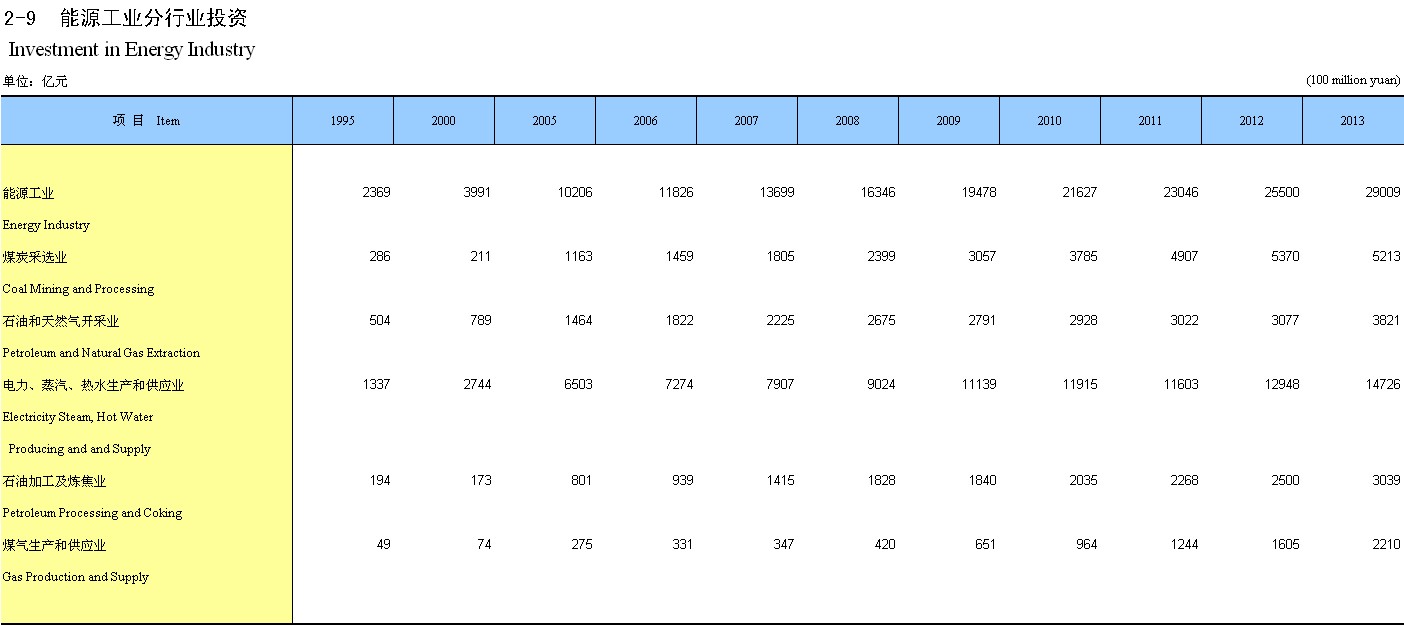 2-9 能源工业分行业投资
Investment in Energy Industry
单位：亿元 (100 million yuan)
项 目 Item 1995 2000 2005 2006 2007 2008 2009 2010 2011 2012 2013
能源工业 2369 3991 10206 11826 13699 16346 19478 21627 23046 25500 29009
Energy Industry
煤炭采选业 286 211 1163 1459 1805 2399 3057 3785 4907 5370 5213
Coal Mining and Processing
石油和天然气开采业 504 789 1464 1822 2225 2675 2791 2928 3022 3077 3821
Petroleum and Natural Gas Extraction
电力、蒸汽、热水生产和供应业 1337 2744 6503 7274 7907 9024 11139 11915 11603 12948 14726
Electricity Steam, Hot Water
Producing and and Supply
石油加工及炼焦业 194 173 801 939 1415 1828 1840 2035 2268 2500 3039
Petroleum Processing and Coking
煤气生产和供应业 49 74 275 331 347 420 651 964 1244 1605 2210
Gas Production and Supply